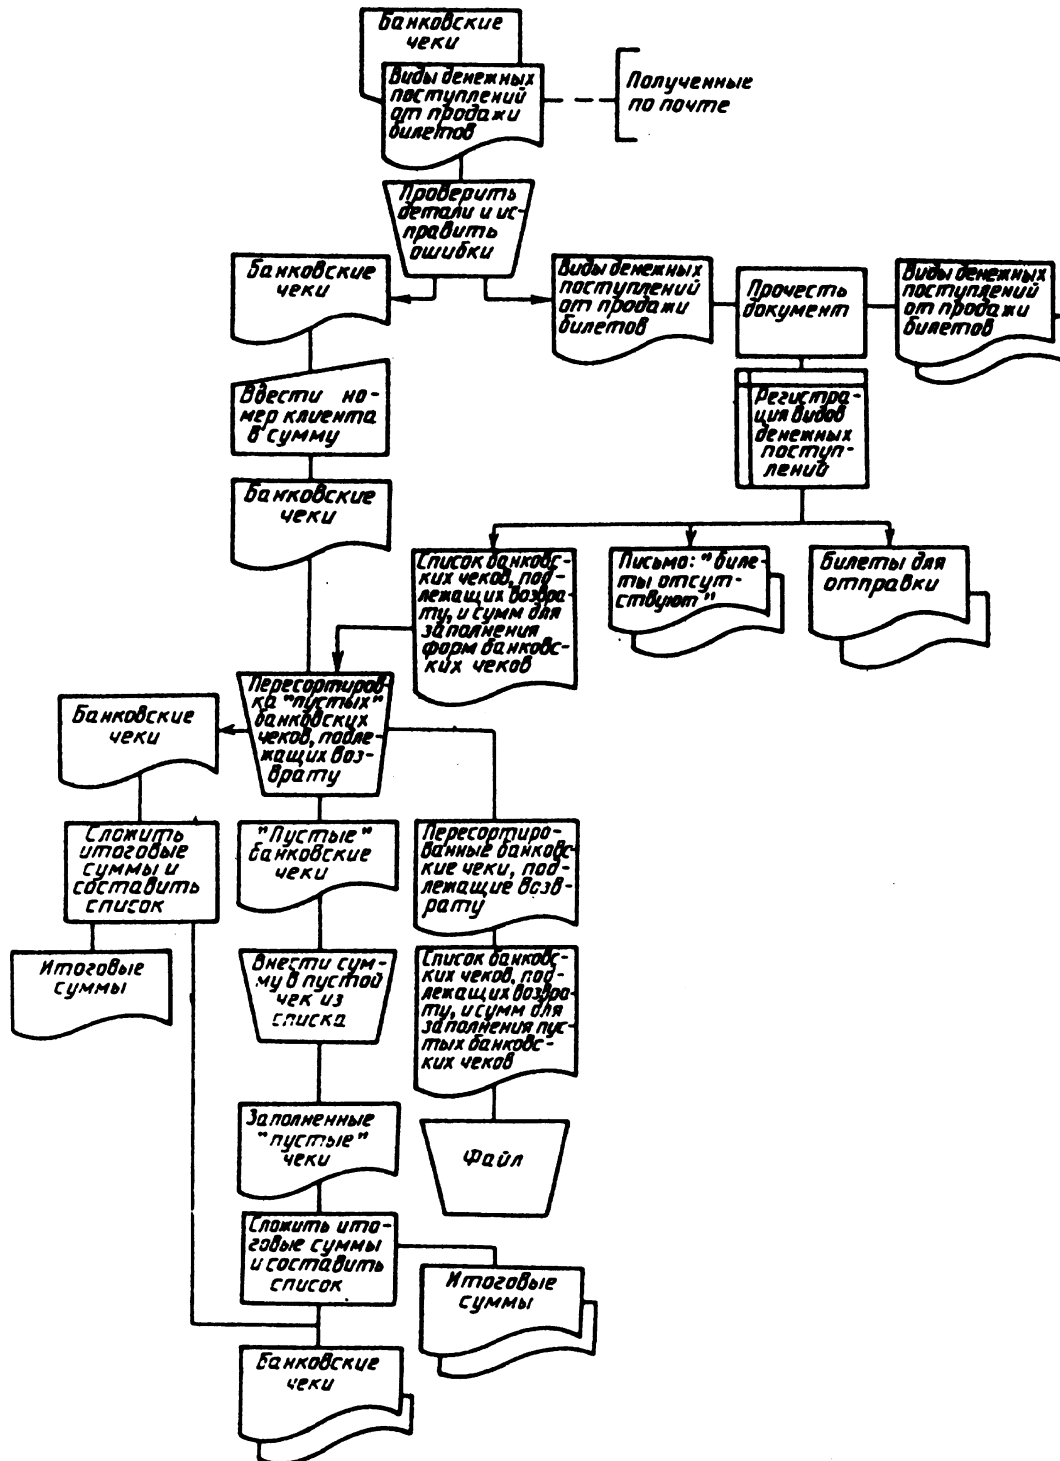 Банковские
чеки
Виды денежных
поступлений
от продажи
билетов
Полученные
по почте
Проверить
детали и ис-
править
ошибки
Банковские
чеки
Виды денежных
поступлений
от продажи
билетов
Прочесть
документ
Виды денежных
поступлений
от продажи
билетов
Ввести но-
мер клиента
в сумму
Регистра-
ция видов
денежных
поступ-
лений
Банковские
чеки
Список банковс-
ких чеков, под-
лежащих возвра-
ту, и сумм для
заполнения
форм банковс-
ких чеков
Письмо: "биле-
ты отсут-
ствуют"
Билеты для
отправки
Пересортиров-
ка "пустых"
банковских
чеков, подле-
жащих воз-
врату
Банковские
чеки
Сложить
итоговые
суммы и
составить
список
"Пустые"
банковские
чеки
Пересортиро-
ванные банковс-
кие чеки, под-
лежащие возв-
рату
Итоговые
суммы
Внести сум-
му в пустой
чек из
списка
Список банковс-
ких чеков, под-
лежащих возвра-
ту, и сумм для
заполнения пус-
тых банковс-
ких чеков
Заполненные
"пустые"
чеки
Файл
Сложить ито-
говые суммы
и составить
список
Итоговые
суммы
Банковские
чеки